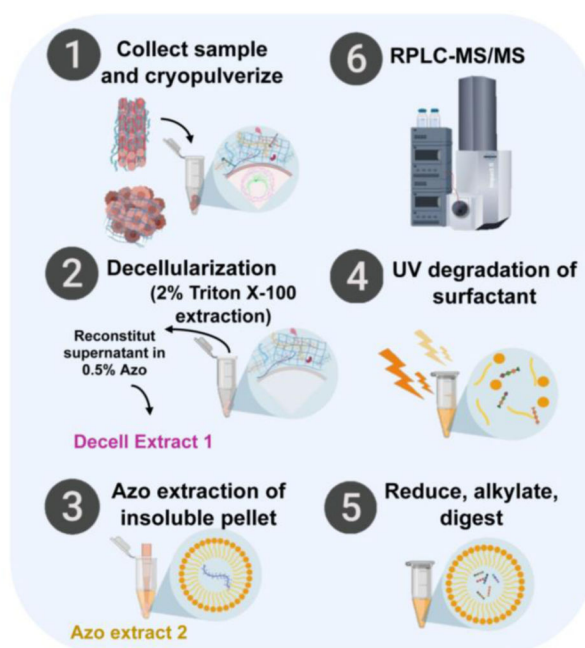 1
Collect sample
and cryopulverize
2
Decellularization
(2% Triton X-100
extraction)
Reconstitut
supernatant in
0.5% Azo
Decell Extract 1
3
Azo extraction of
insoluble pellet
Azo extract 2
6
RPLC-MS/MS
4
UV degradation of
surfactant
5
Reduce, alkylate,
digest